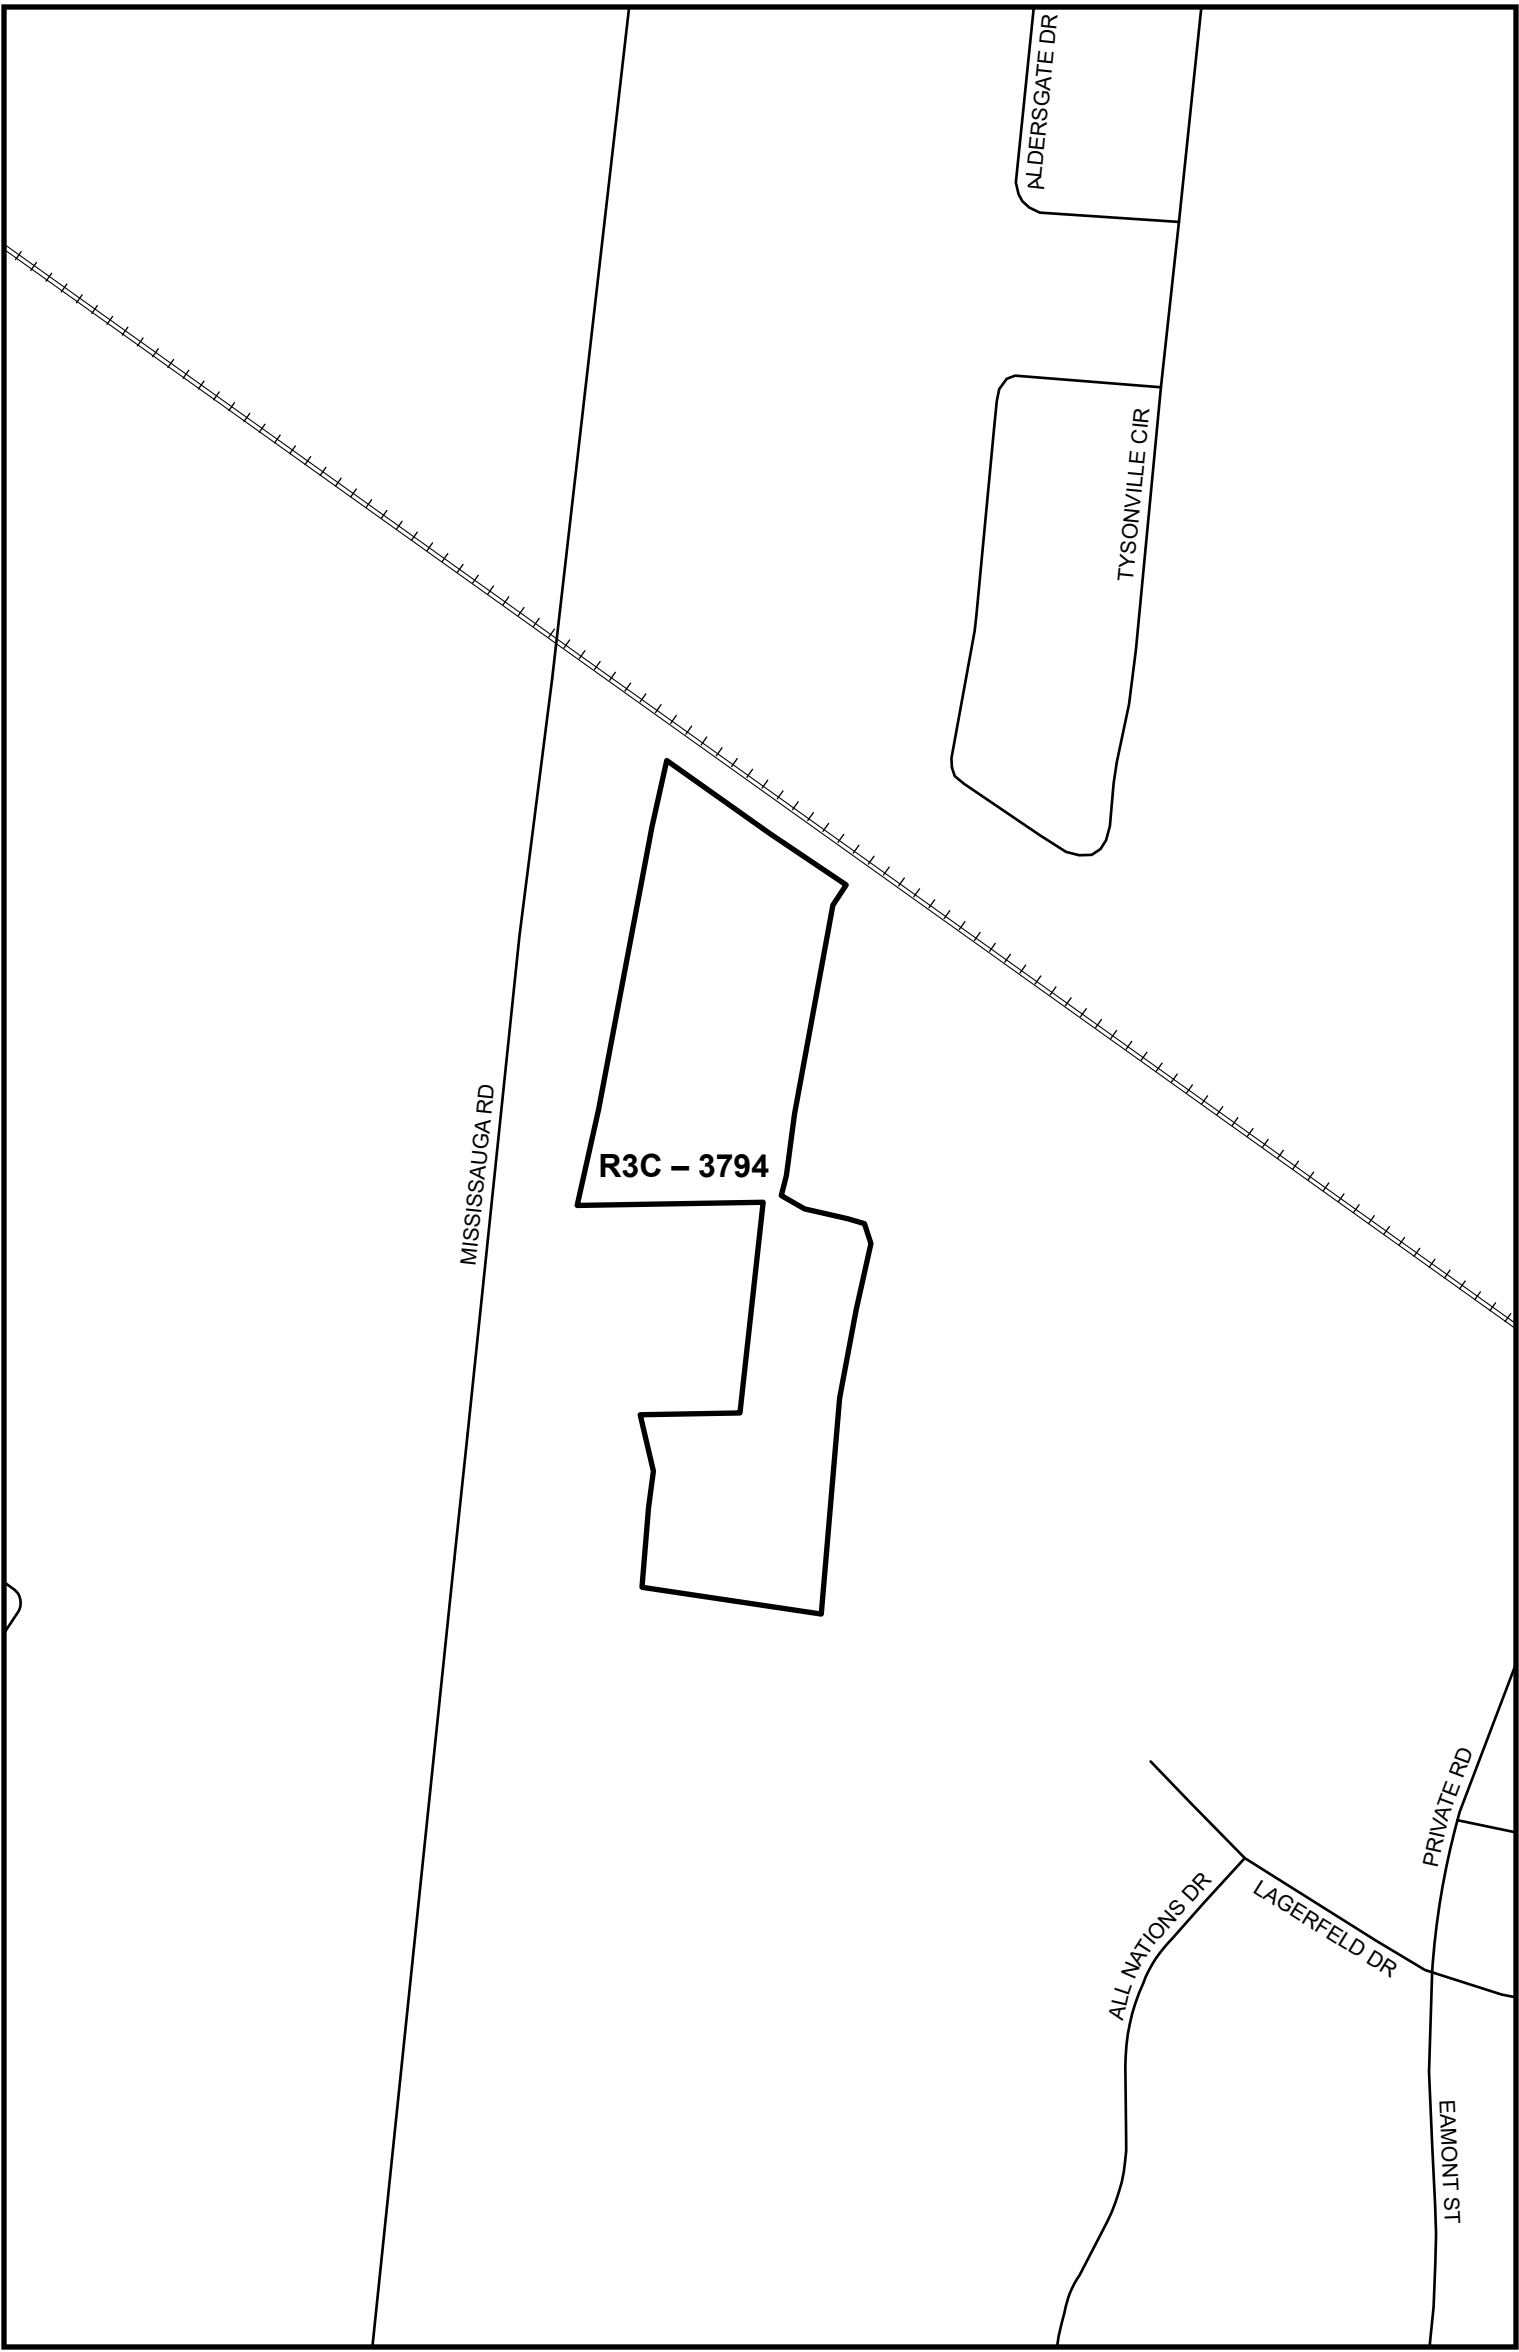 ALDERSGATE DR
TYSONVILLE CIR
MISSISSAUGA RD
R3C – 3794
PRIVATE RD
LAGERFELD DR
ALL NATIONS DR
EAMONT ST